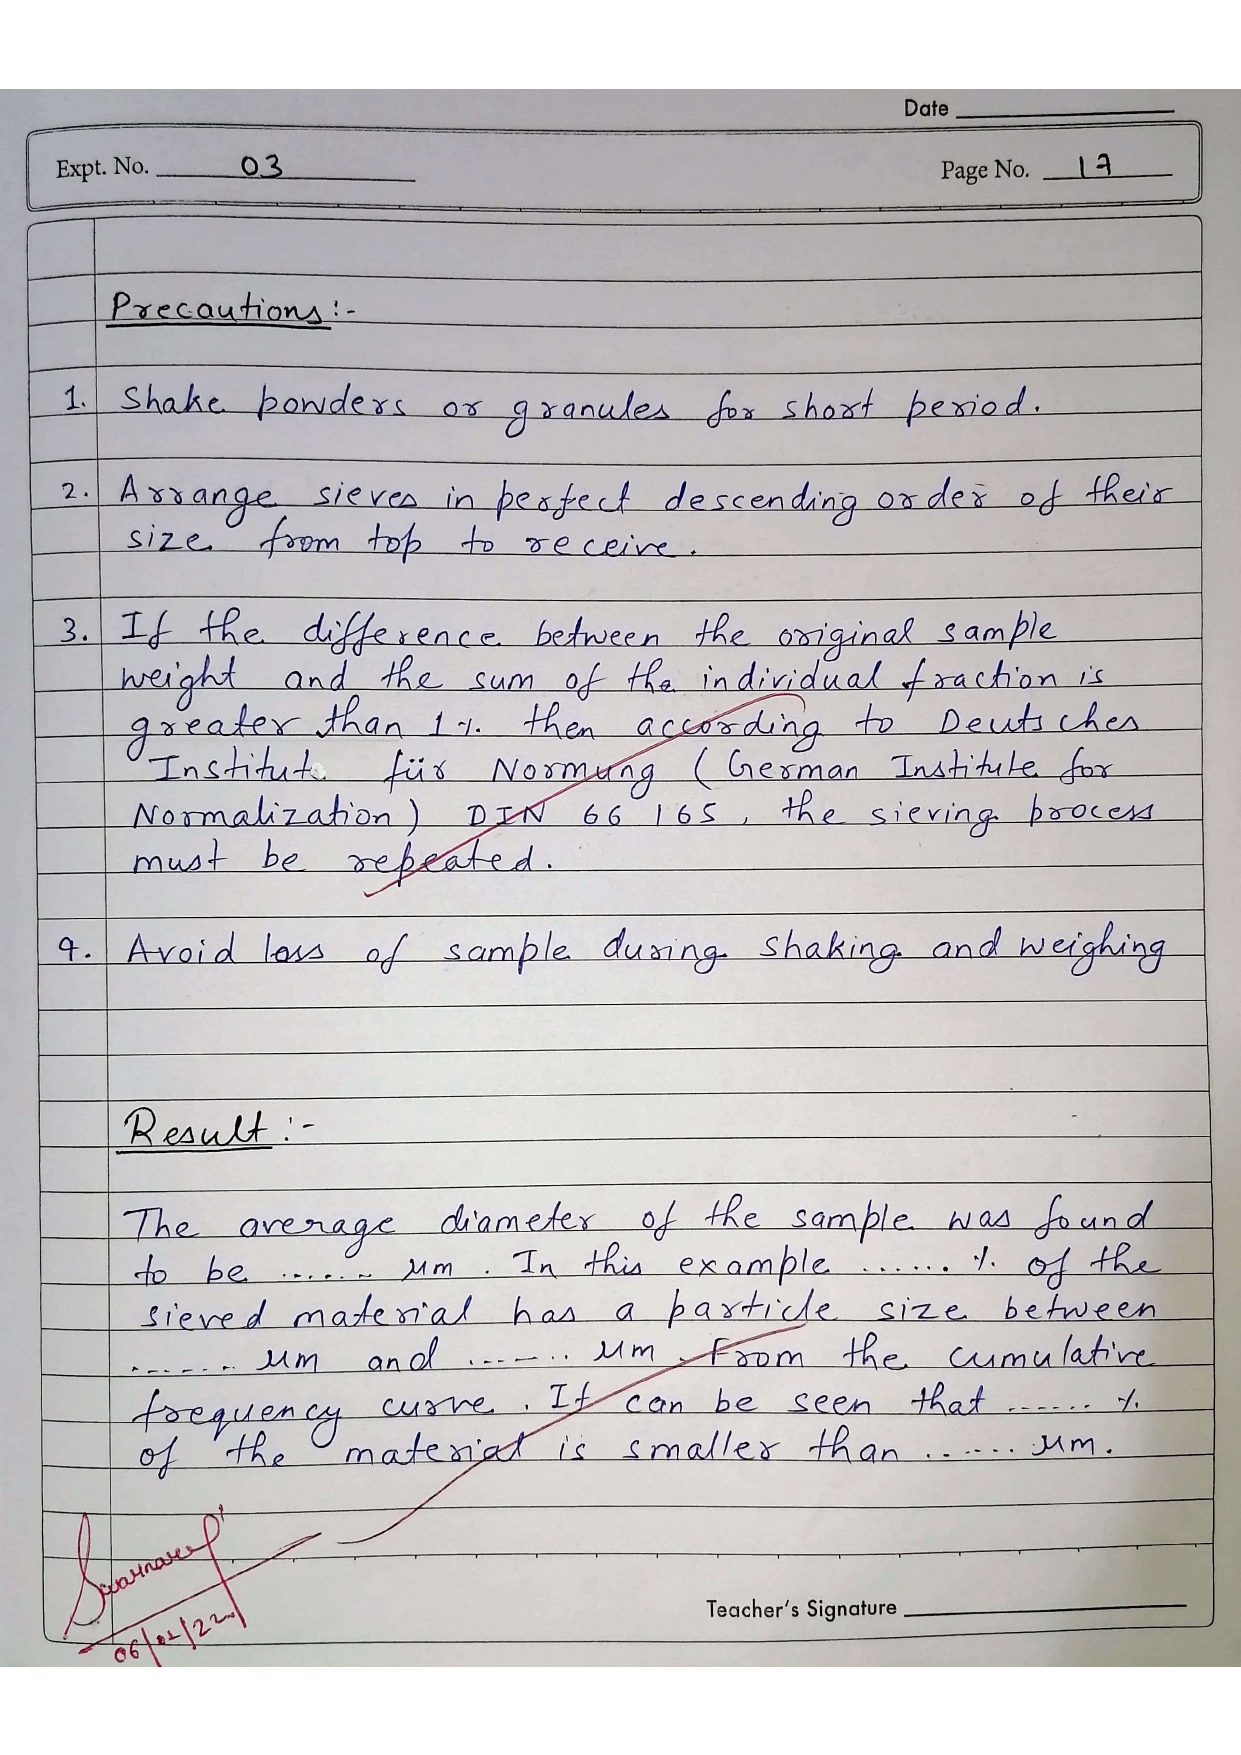 Date
Expt. No. 03
Page No. 17
Precautions :-
1. Shake powders or granules for short period.
2. Arrange sieves in perfect descending order of their
size from top to receive.
3. If the difference between the original sample
weight and the sum of the individual fraction is
greater than 1 %. then according to Deutsches
Institute für Normung (German Institute for
Normalization) DIN 66 165, the sieving process
must be repeated.
4. Avoid loss of sample during shaking and weighing
Result :-
The average diameter of the sample was found
to be ...... μm. In this example ...... % of the
sieved material has a particle size between
....... μm and ....... μm. From the cumulative
frequency curve. It can be seen that ...... %
of the material is smaller than ...... μm.
Teacher's Signature